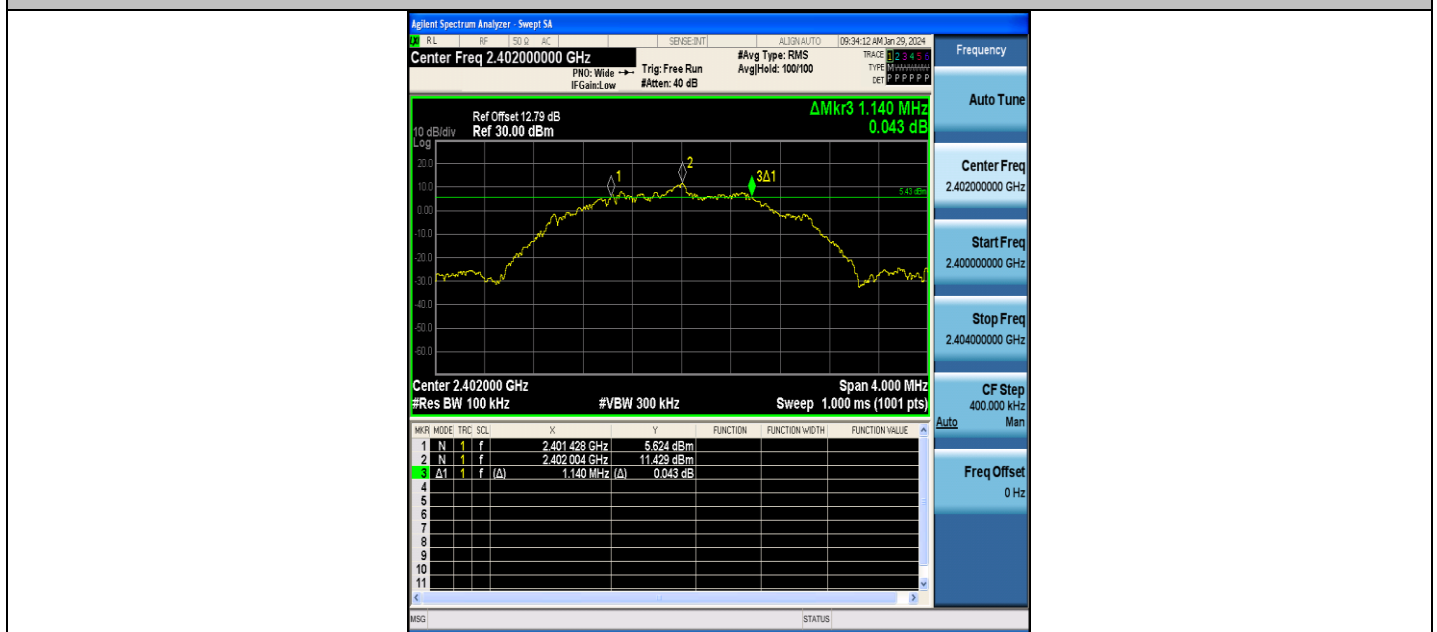 Agilent Spectrum Analyzer - Swept SA
RL RF 50 Ω AC SENSE:INT ALIGN AUTO 09:34:12 AM Jan 29, 2024
Center Freq 2.402000000 GHz
PNO: Wide
IFGain:Low
Trig: Free Run
#Atten: 40 dB
#Avg Type: RMS
Avg|Hold: 100/100
TRACE 1 2 3 4 5 6
TYPE M
DET P P P P P P
Ref Offset 12.79 dB
10 dB/div Ref 30.00 dBm
Log
ΔMkr3 1.140 MHz
0.043 dB
20.0
10.0
0.00
-10.0
-20.0
-30.0
-40.0
-50.0
-60.0
1
2
3Δ1
5.43 dBm
Center 2.402000 GHz Span 4.000 MHz
#Res BW 100 kHz #VBW 300 kHz Sweep 1.000 ms (1001 pts)
MKR MODE TRC SCL X Y FUNCTION FUNCTION WIDTH FUNCTION VALUE
1 N 1 f 2.401 428 GHz 5.624 dBm
2 N 1 f 2.402 004 GHz 11.429 dBm
3 Δ1 1 f (Δ) 1.140 MHz (Δ) 0.043 dB
4
5
6
7
8
9
10
11
MSG STATUS
Frequency
Auto Tune
Center Freq
2.402000000 GHz
Start Freq
2.400000000 GHz
Stop Freq
2.404000000 GHz
CF Step
400.000 kHz
Auto Man
Freq Offset
0 Hz